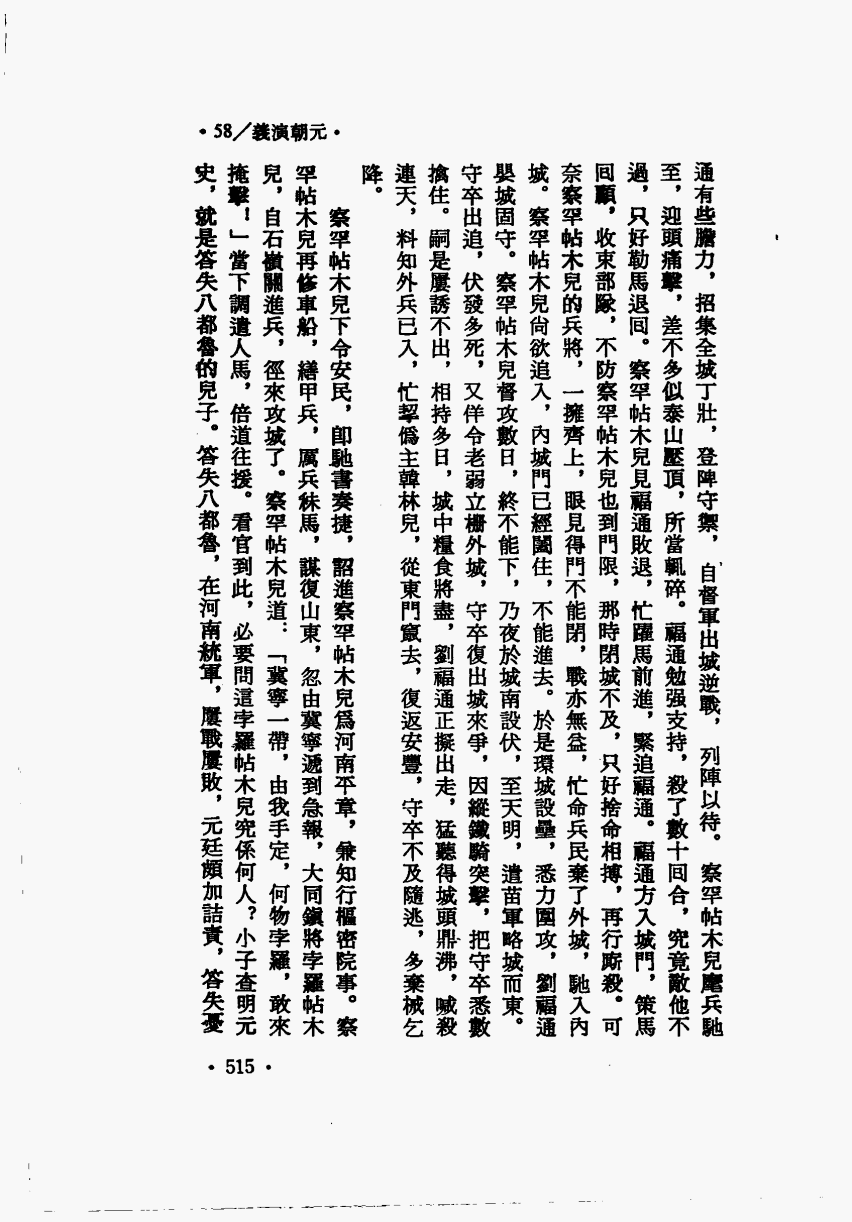 •58／義演朝元•
通有些膽力，招集全城丁壯，登陴守禦，自督軍出城逆戰，列陣以待。察罕帖木兒麾兵馳
至，迎頭痛擊，差不多似泰山壓頂，所當輒碎。福通勉强支持，殺了數十回合，究竟敵他不
過，只好勒馬退回。察罕帖木兒見福通敗退，忙躍馬前進，緊追福通。福通方入城門，策馬
回顧，收束部隊，不防察罕帖木兒也到門限，那時閉城不及，只好捨命相搏，再行廝殺。可
奈察罕帖木兒的兵將，一擁齊上，眼見得門不能閉，戰亦無益，忙命兵民棄了外城，馳入內
城。察罕帖木兒尙欲追入，內城門已經闔住，不能進去。於是環城設壘，悉力圍攻，劉福通
嬰城固守。察罕帖木兒督攻數日，終不能下，乃夜於城南設伏，至天明，遣苗軍略城而東。
守卒出追，伏發多死，又佯令老弱立柵外城，守卒復出城來爭，因縱鐵騎突擊，把守卒悉數
擒住。嗣是屢誘不出，相持多日，城中糧食將盡，劉福通正擬出走，猛聽得城頭鼎沸，喊殺
連天，料知外兵已入，忙挈僞主韓林兒，從東門竄去，復返安豐，守卒不及隨逃，多棄械乞
降。
察罕帖木兒下令安民，卽馳書奏捷，詔進察罕帖木兒爲河南平章，兼知行樞密院事。察
罕帖木兒再修車船，繕甲兵，厲兵秣馬，謀復山東，忽由冀寧遞到急報，大同鎭將孛羅帖木
兒，自石嶺關進兵，徑來攻城了。察罕帖木兒道：「冀寧一帶，由我手定，何物孛羅，敢來
掩擊！」當下調遣人馬，倍道往援。看官到此，必要問這孛羅帖木兒究係何人？小子查明元
史，就是答失八都魯的兒子。答失八都魯，在河南統軍，屢戰屢敗，元廷頗加詰責，答失憂
•515•